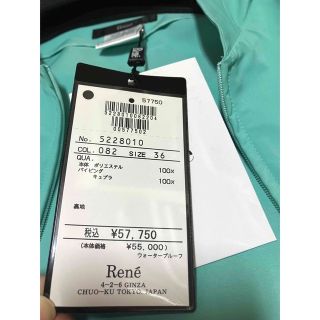 57750
00577502
No. 5228010
COL. 082 SIZE 36
QUA.
本体 ポリエステル 100%
パイピング
キュプラ 100%
裏地
税込 ¥57,750
(本体価格 ¥55,000)
ウォータープルーフ
René
4-2-6 GINZA
CHUO-KU TOKYO, JAPAN